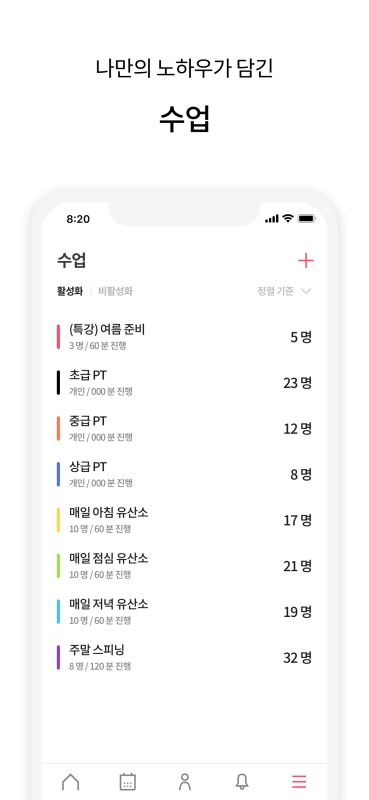 나만의 노하우가 담긴
수업
8:20
수업
활성화 비활성화 정렬 기준
(특강) 여름 준비 5 명
3 명 / 60 분 진행
초급 PT 23 명
개인 / 000 분 진행
중급 PT 12 명
개인 / 000 분 진행
상급 PT 8 명
개인 / 000 분 진행
매일 아침 유산소 17 명
10 명 / 60 분 진행
매일 점심 유산소 21 명
10 명 / 60 분 진행
매일 저녁 유산소 19 명
10 명 / 60 분 진행
주말 스피닝 32 명
8 명 / 120 분 진행